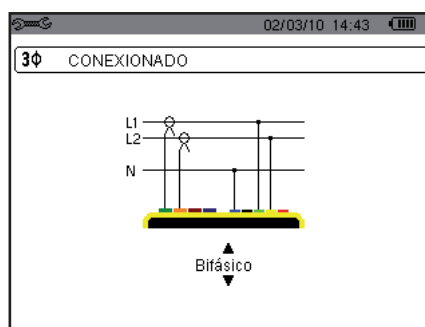 02/03/10 14:43
3Φ CONEXIONADO
L1
L2
N
Bifásico